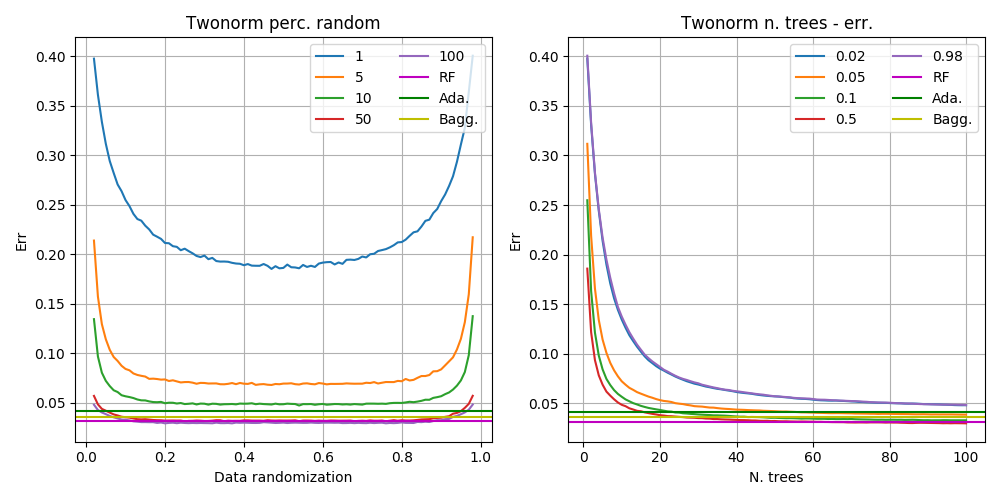 Twonorm perc. random
Twonorm n. trees - err.
1 100
5 RF
10 Ada.
50 Bagg.
0.02 0.98
0.05 RF
0.1 Ada.
0.5 Bagg.
0.40
0.35
0.30
0.25
0.20
0.15
0.10
0.05
Err
0.0 0.2 0.4 0.6 0.8 1.0
Data randomization
0.40
0.35
0.30
0.25
0.20
0.15
0.10
0.05
Err
0 20 40 60 80 100
N. trees